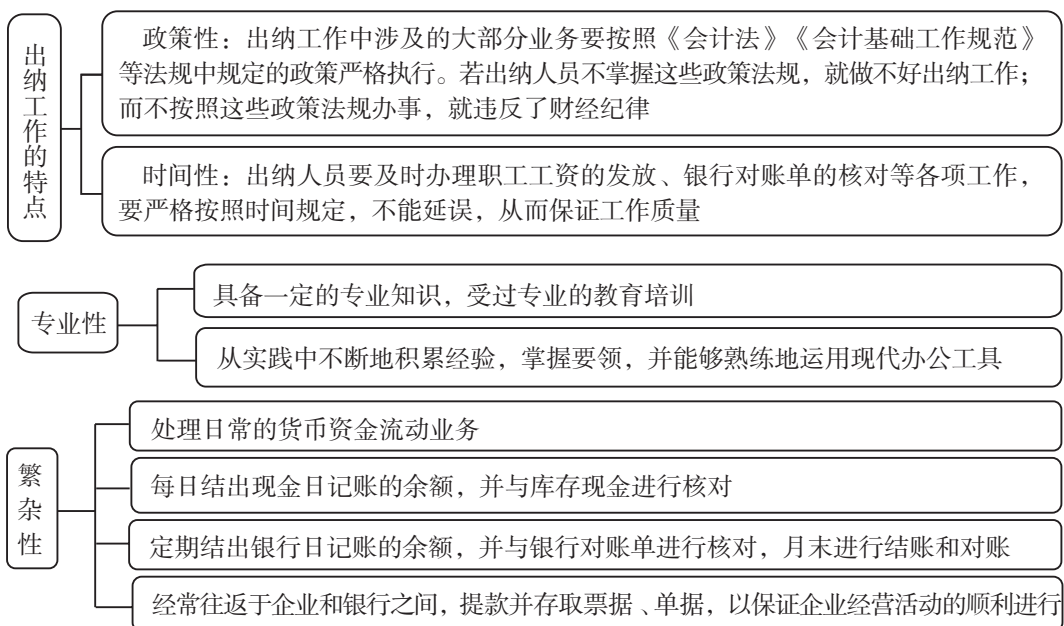 出纳工作的特点
政策性：出纳工作中涉及的大部分业务要按照《会计法》《会计基础工作规范》
等法规中规定的政策严格执行。若出纳人员不掌握这些政策法规，就做不好出纳工作；
而不按照这些政策法规办事，就违反了财经纪律
时间性：出纳人员要及时办理职工工资的发放、银行对账单的核对等各项工作，
要严格按照时间规定，不能延误，从而保证工作质量
专业性
具备一定的专业知识，受过专业的教育培训
从实践中不断地积累经验，掌握要领，并能够熟练地运用现代办公工具
繁杂性
处理日常的货币资金流动业务
每日结出现金日记账的余额，并与库存现金进行核对
定期结出银行日记账的余额，并与银行对账单进行核对，月末进行结账和对账
经常往返于企业和银行之间，提款并存取票据、单据，以保证企业经营活动的顺利进行